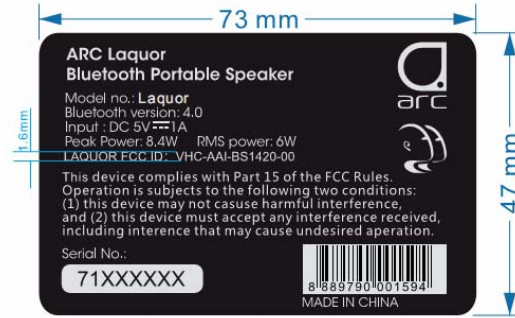 73 mm
ARC Laquor
Bluetooth Portable Speaker
arc
Model no.: Laquor
Bluetooth version: 4.0
Input : DC 5V⎓1A
Peak Power: 8.4W RMS power: 6W
1.6mm
LAQUOR FCC ID: VHC-AAI-BS1420-00
47 mm
This device complies with Part 15 of the FCC Rules.
Operation is subjects to the following two conditions:
(1) this device may not casuse harmful interference,
and (2) this device must accept any interference received,
including interence that may cause undesired aperation.
Serial No.:
71XXXXXX
8 889790 001594
MADE IN CHINA